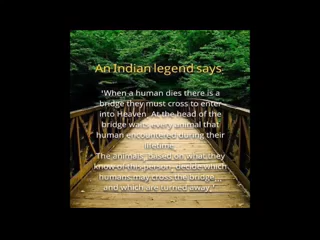 An Indian legend says
"When a human dies there is a
bridge they must cross to enter
into Heaven. At the head of the
bridge waits every animal that
human encountered during their
lifetime.
The animals, based on what they
know of this person, decide which
humans may cross the bridge...
and which are turned away."